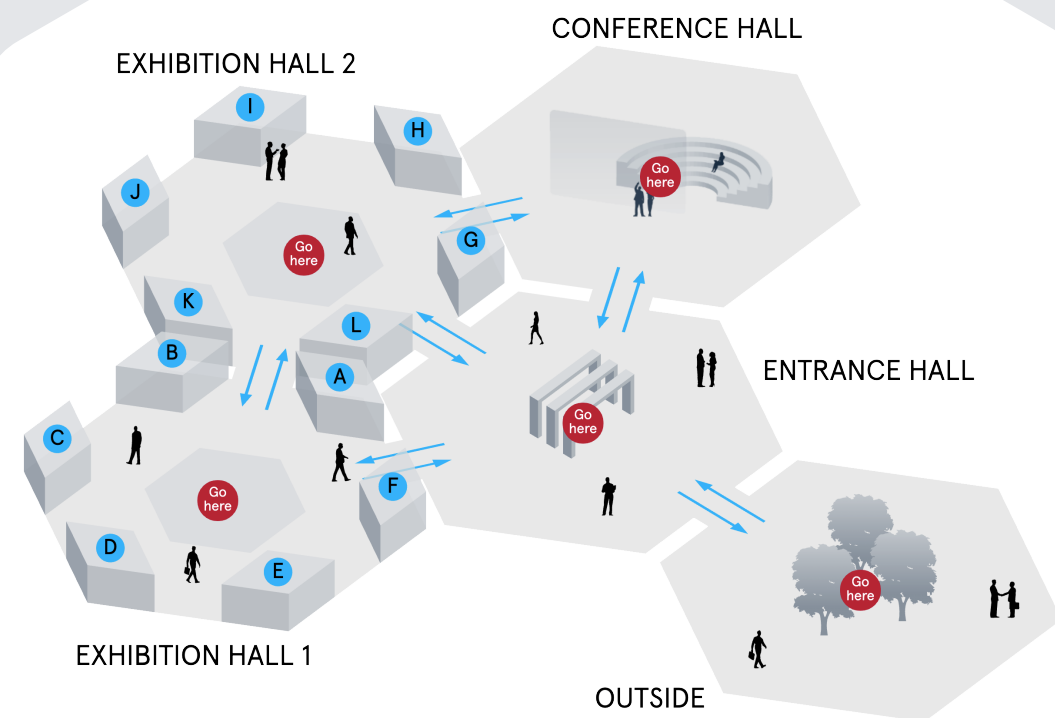 CONFERENCE HALL
EXHIBITION HALL 2
I
H
J
Go
here
Go
here
G
K
L
B
A
ENTRANCE HALL
Go
here
C
F
Go
here
D
E
Go
here
EXHIBITION HALL 1
OUTSIDE